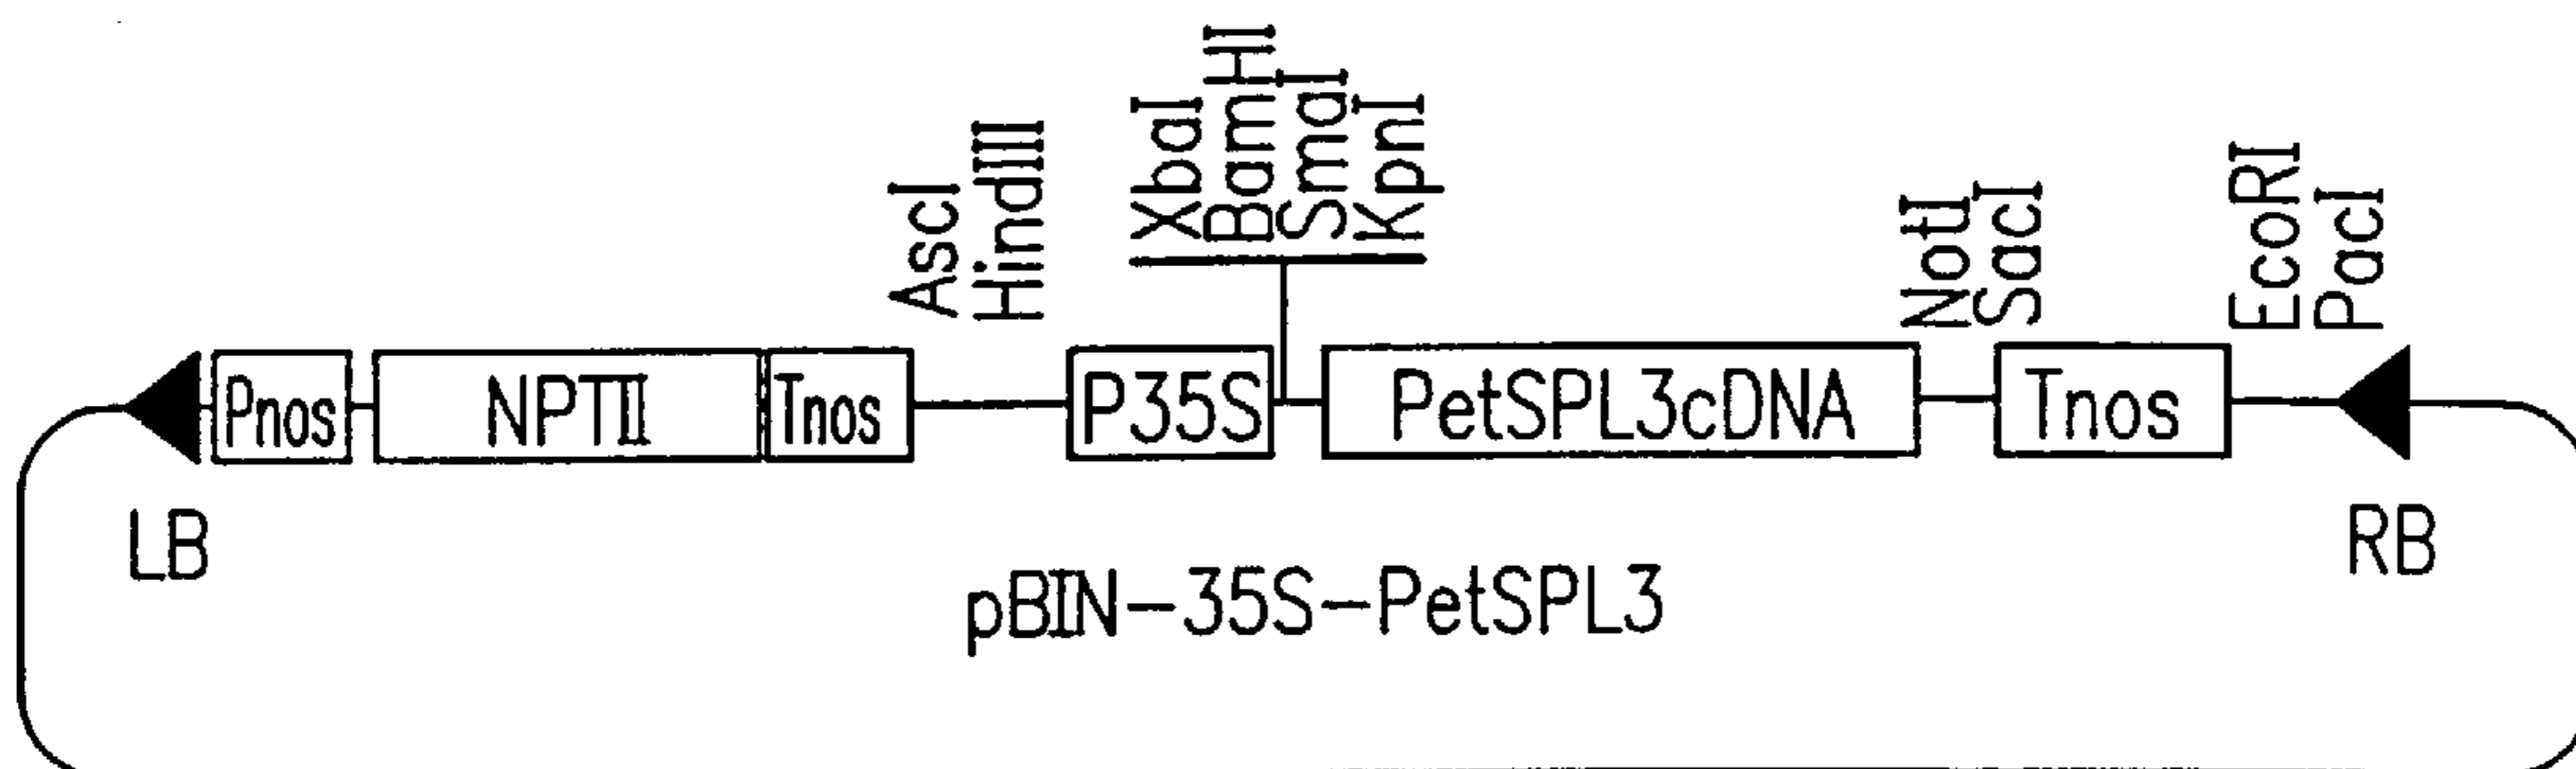 AscI
HindIII
XbaI
BamHI
SmaI
KpnI
NotI
SacI
EcoRI
PacI
Pnos
NPTII
Tnos
P35S
PetSPL3cDNA
Tnos
LB
RB
pBIN-35S-PetSPL3